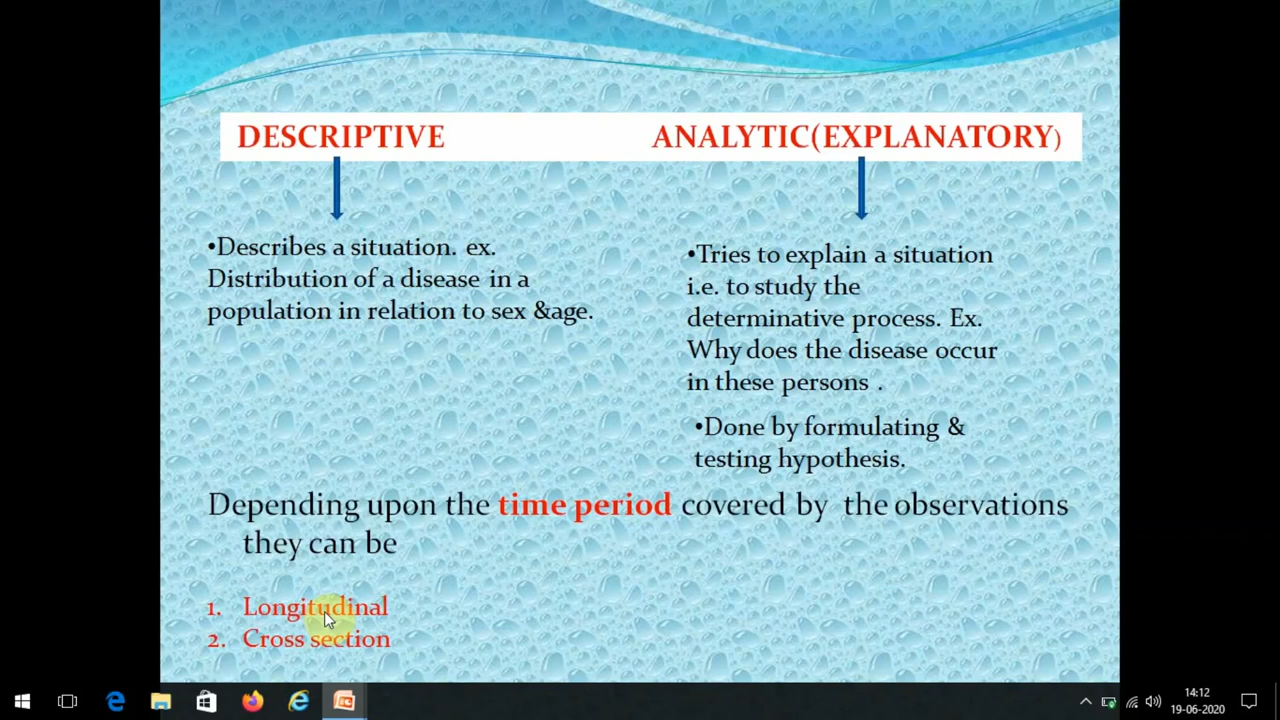 DESCRIPTIVE ANALYTIC(EXPLANATORY)
•Describes a situation. ex.
Distribution of a disease in a
population in relation to sex &age.
•Tries to explain a situation
i.e. to study the
determinative process. Ex.
Why does the disease occur
in these persons .
•Done by formulating &
testing hypothesis.
Depending upon the time period covered by the observations
they can be
1. Longitudinal
2. Cross section
14:12
19-06-2020